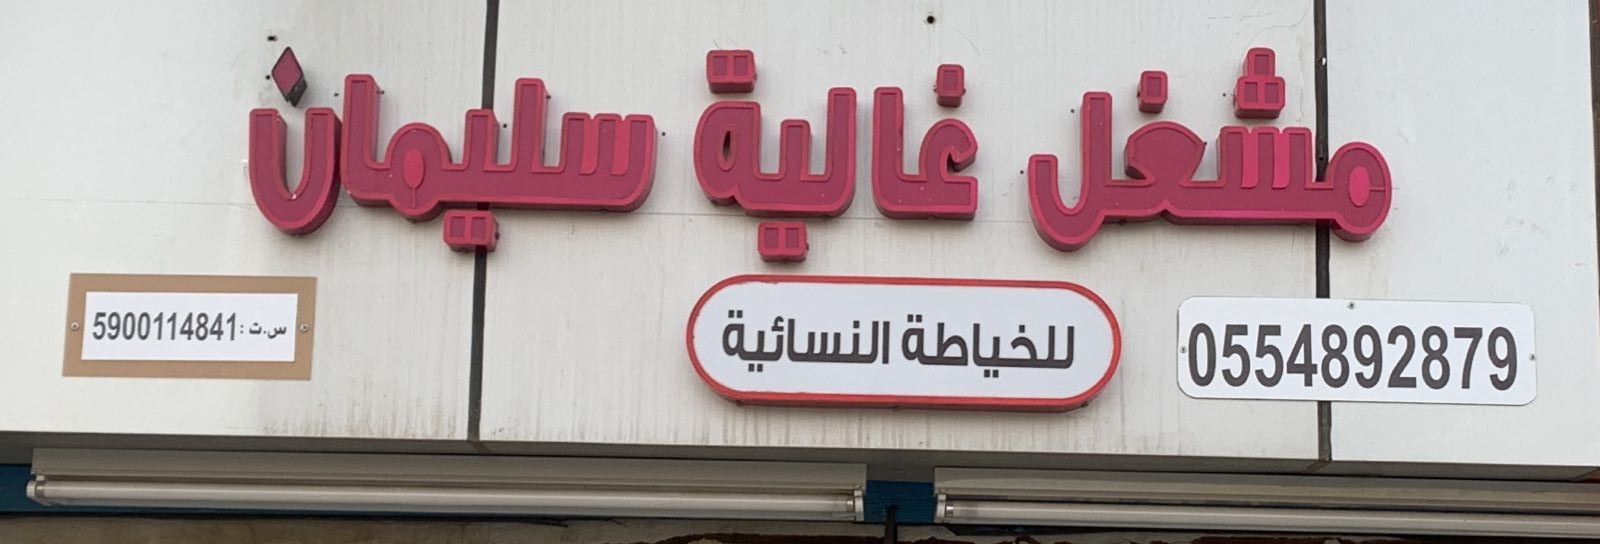 مشغل غالية سليمان
للخياطة النسائية
0554892879
س.ت: 5900114841